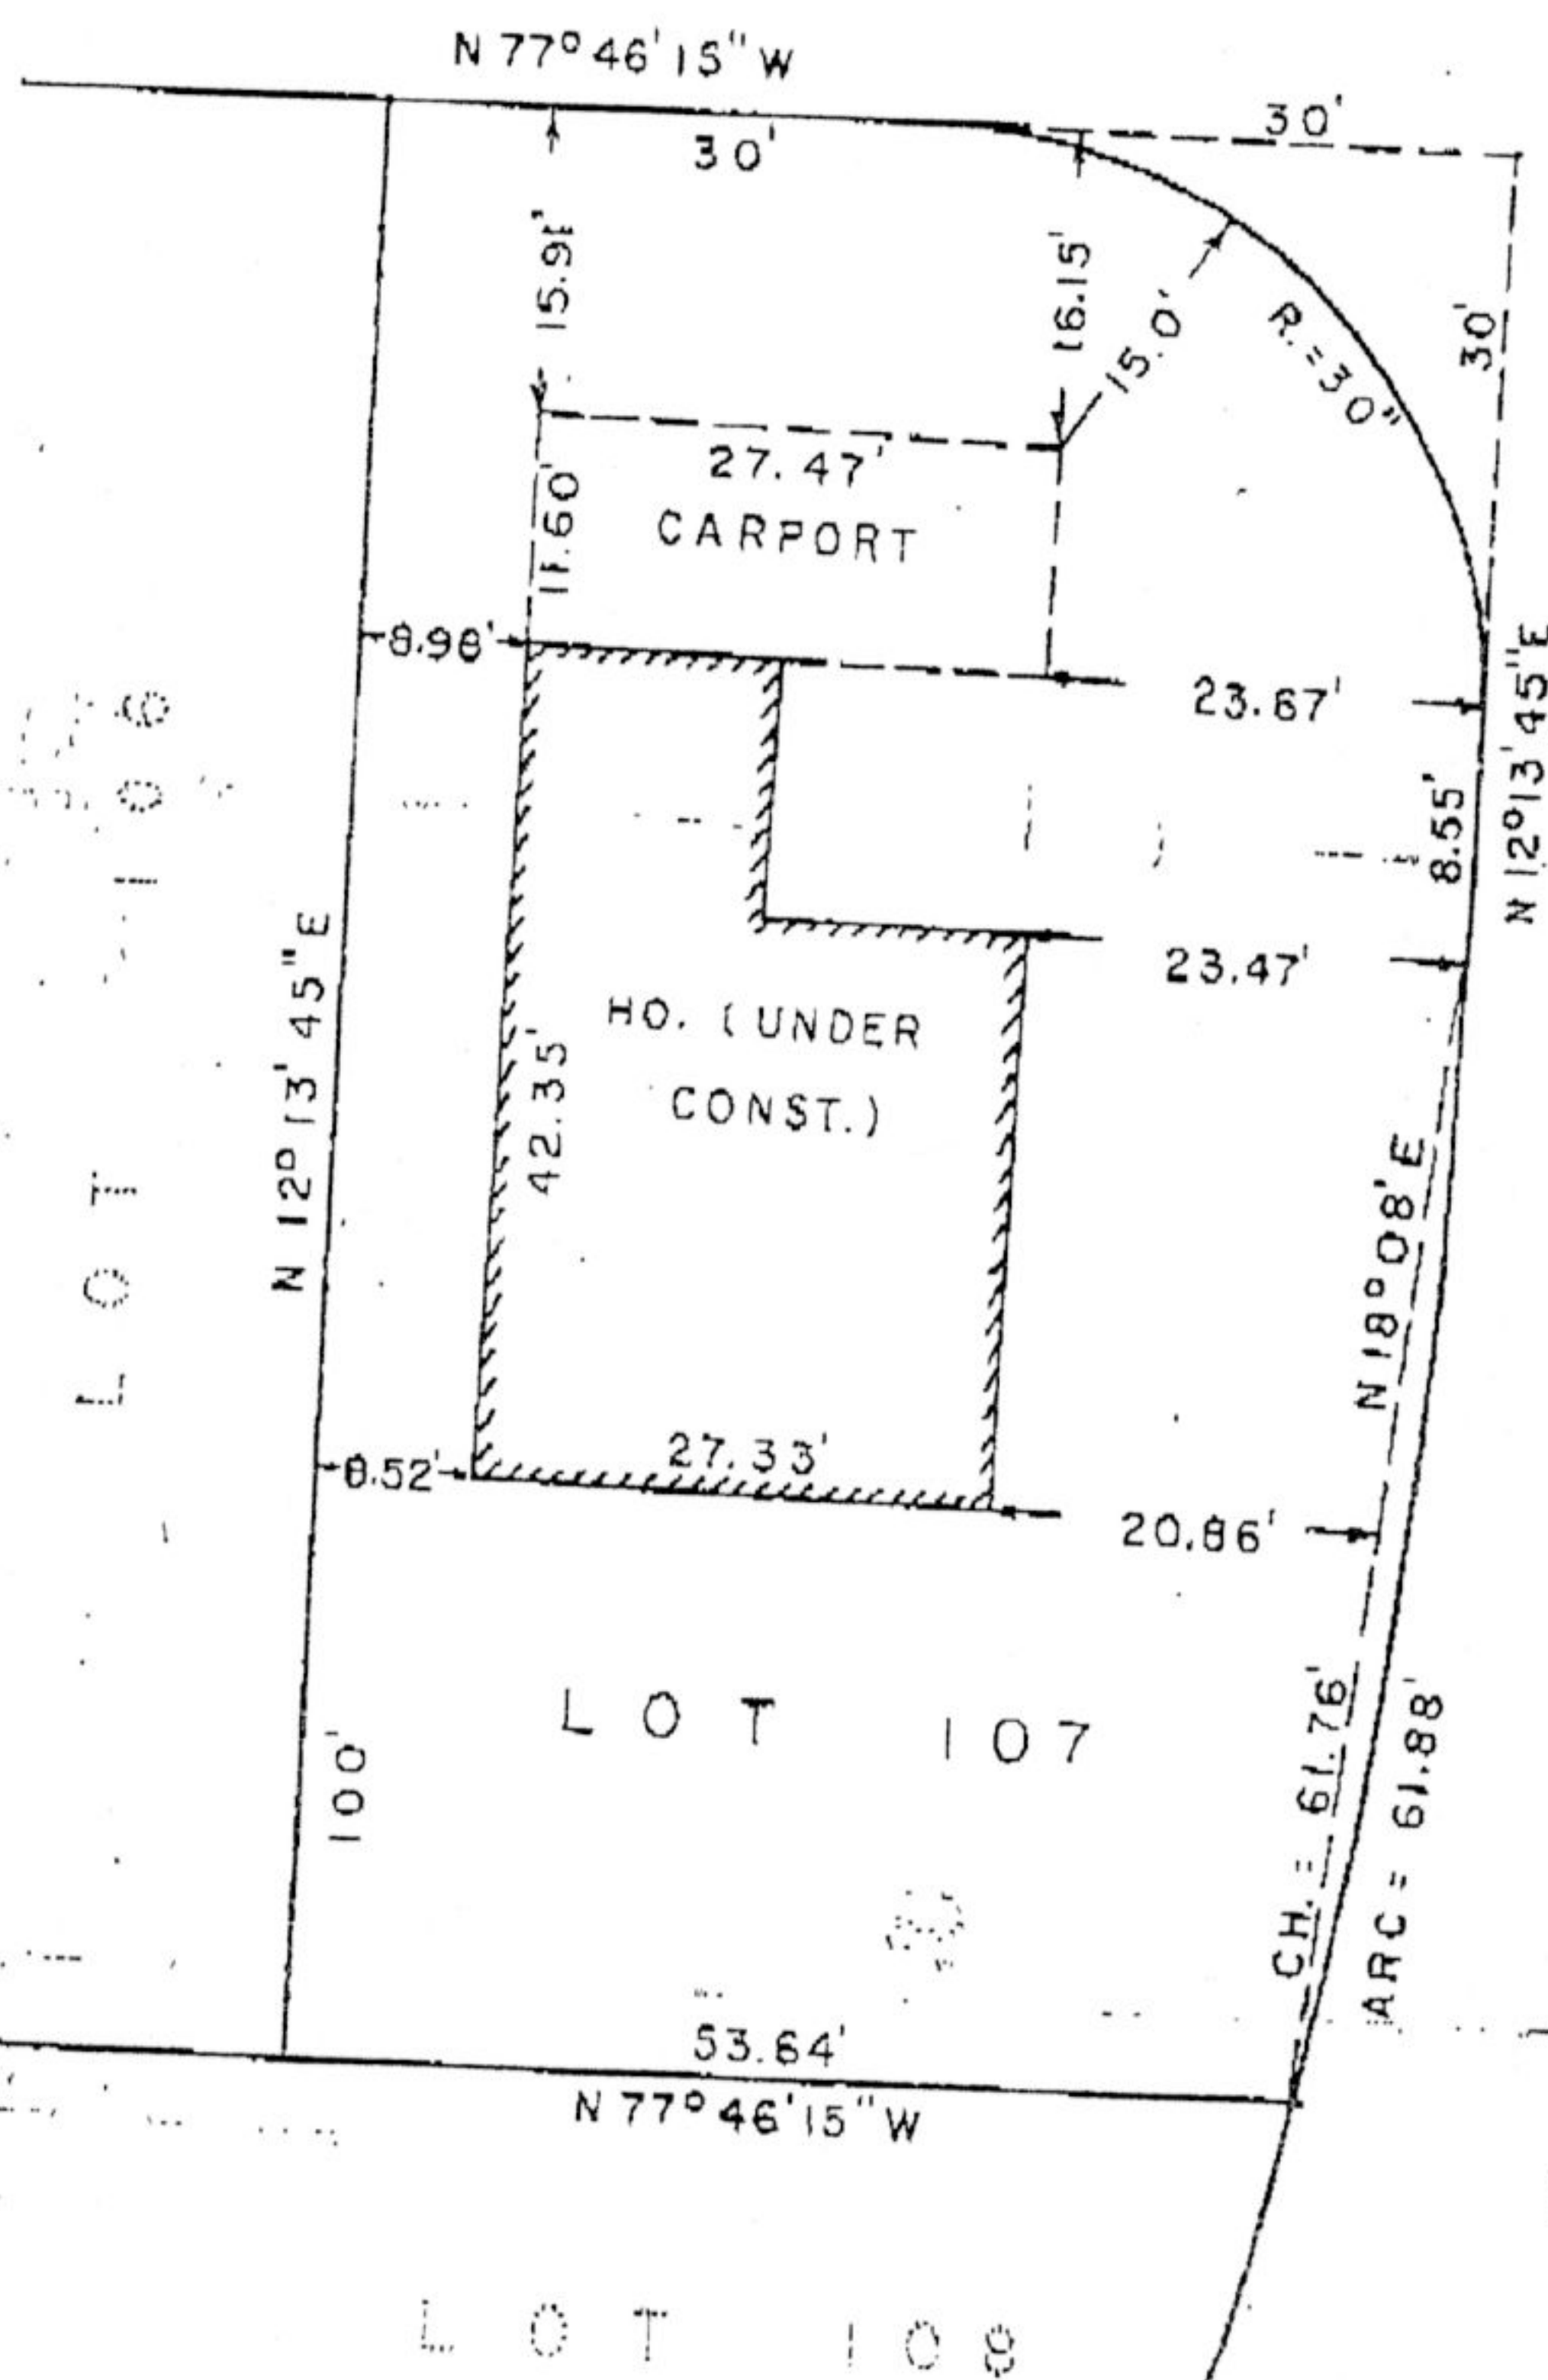 N 77° 46' 15" W
30'
30'
15.91'
16.15'
15.0'
R. = 30"
30'
27.47'
CARPORT
11.60'
8.98'
23.67'
N 12° 13' 45" E
8.55'
23.47'
HO. (UNDER
CONST.)
42.35'
N 12° 13' 45" E
N 18° 08' E
27.33'
8.52'
20.86'
LOT 107
100'
CH. = 61.76'
ARC = 61.88'
53.64'
N 77° 46' 15" W
LOT
LOT 108